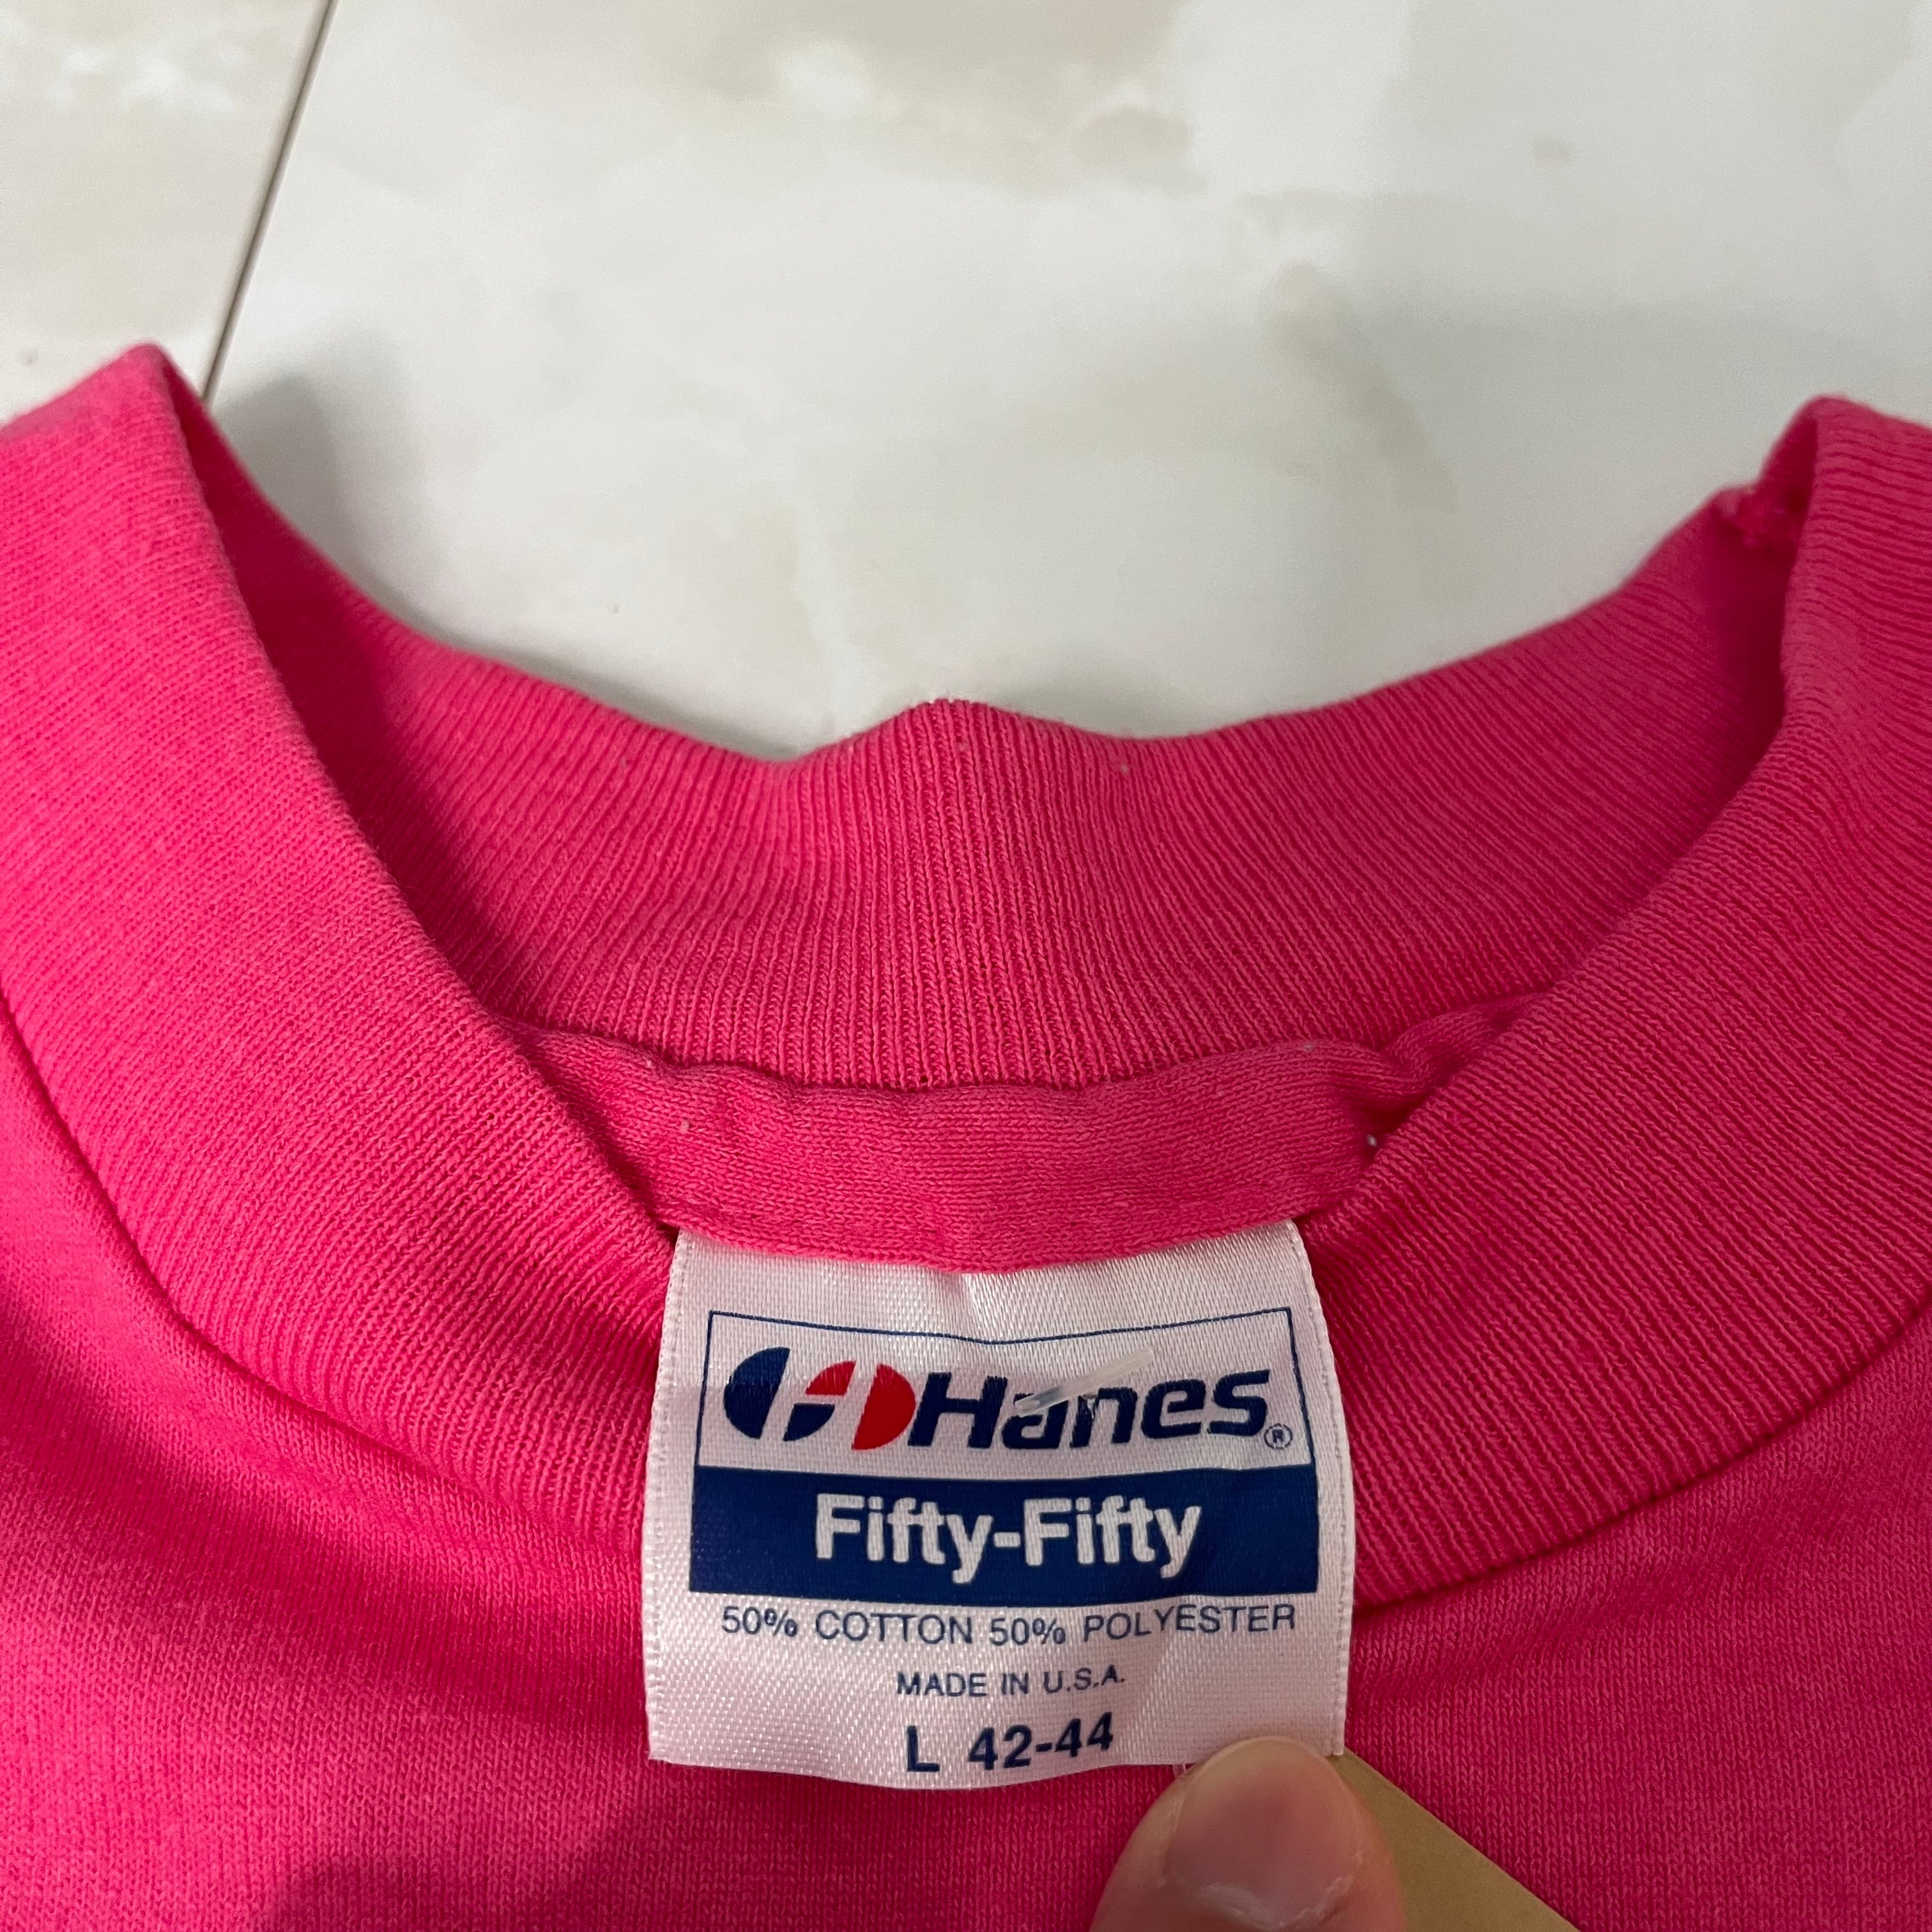 Hanes®
Fifty-Fifty
50% COTTON 50% POLYESTER
MADE IN U.S.A.
L 42-44